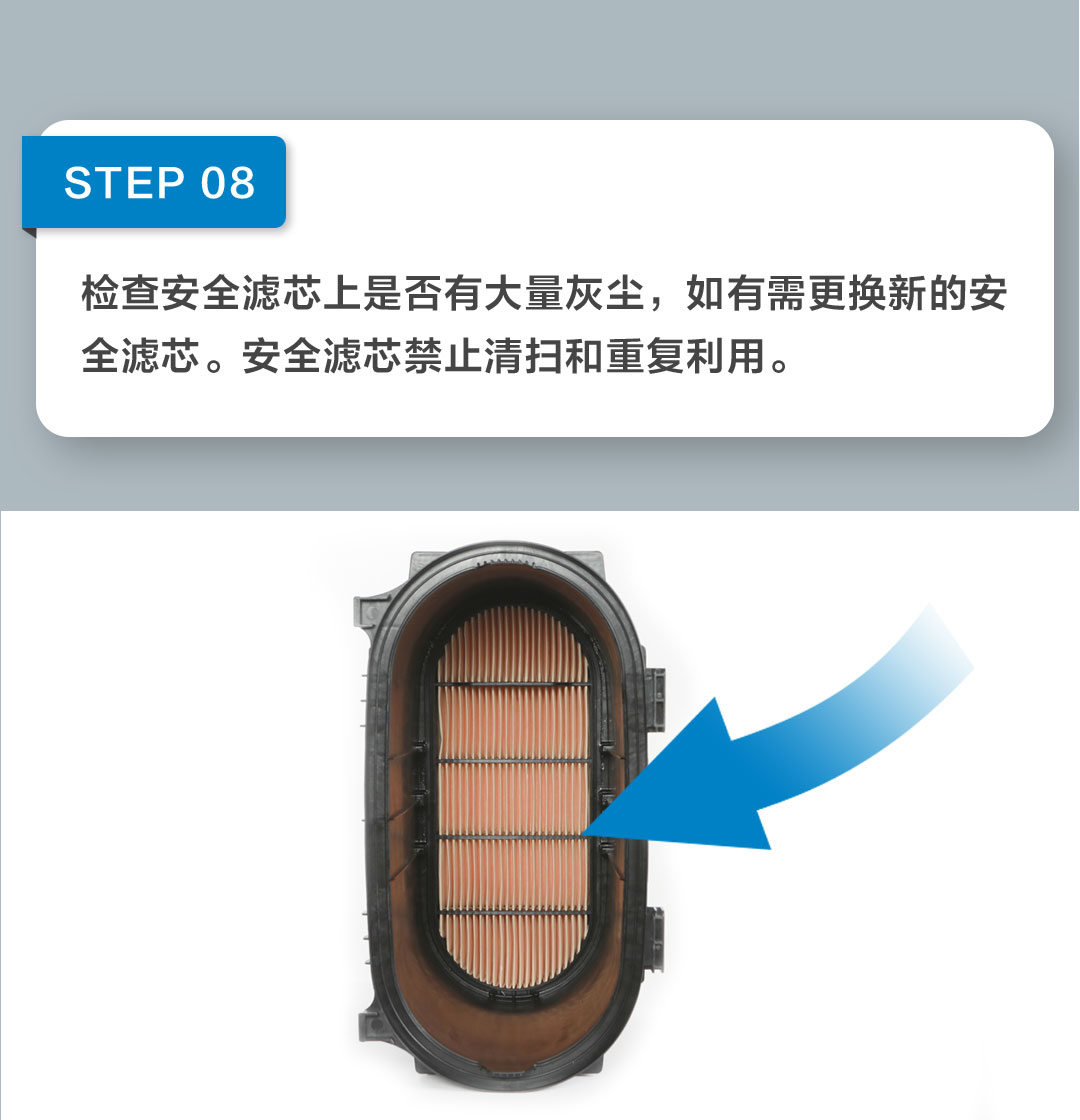 STEP 08
检查安全滤芯上是否有大量灰尘，如有需更换新的安
全滤芯。安全滤芯禁止清扫和重复利用。